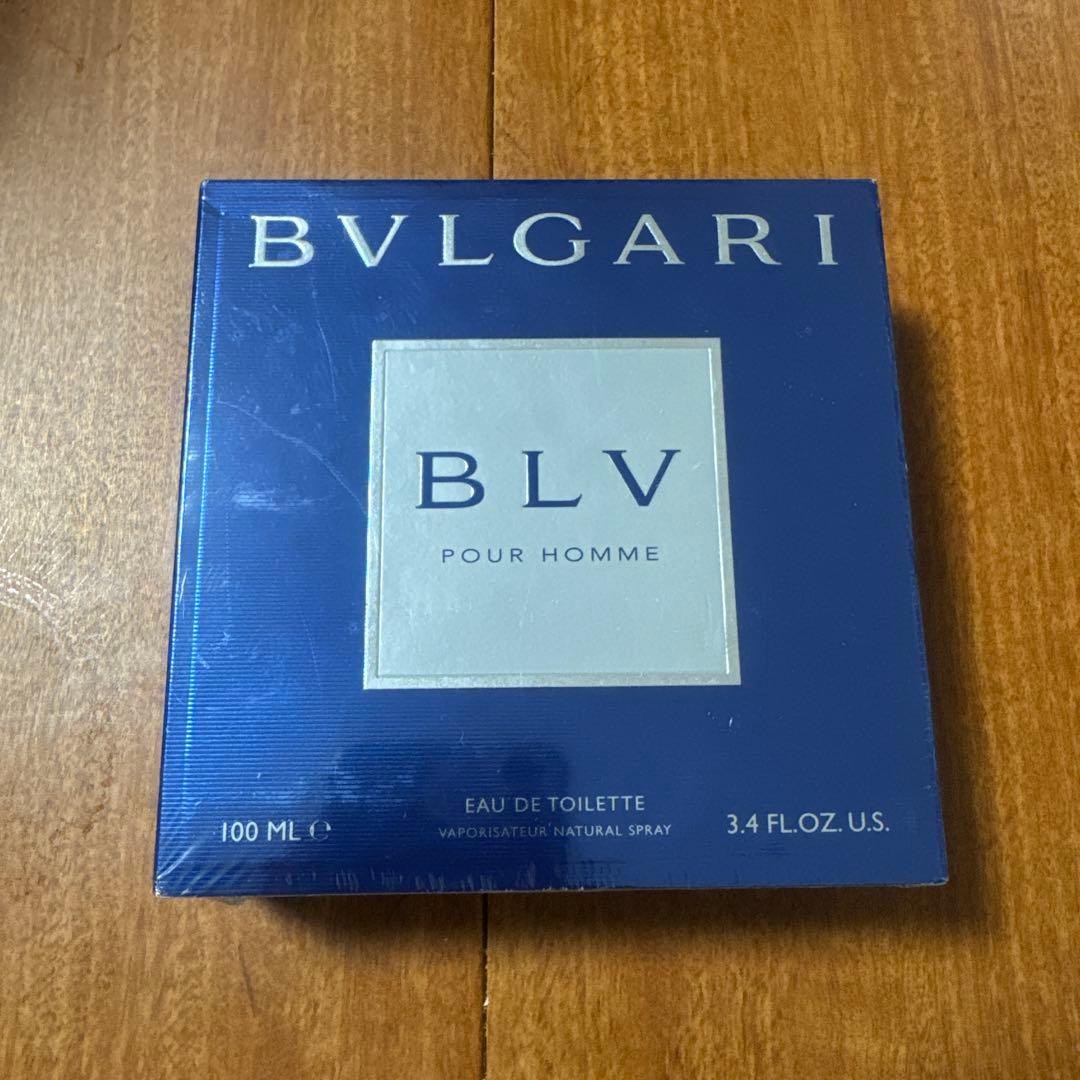 BVLGARI
BLV
POUR HOMME
EAU DE TOILETTE
VAPORISATEUR NATURAL SPRAY
100 ML ℮
3.4 FL.OZ. U.S.